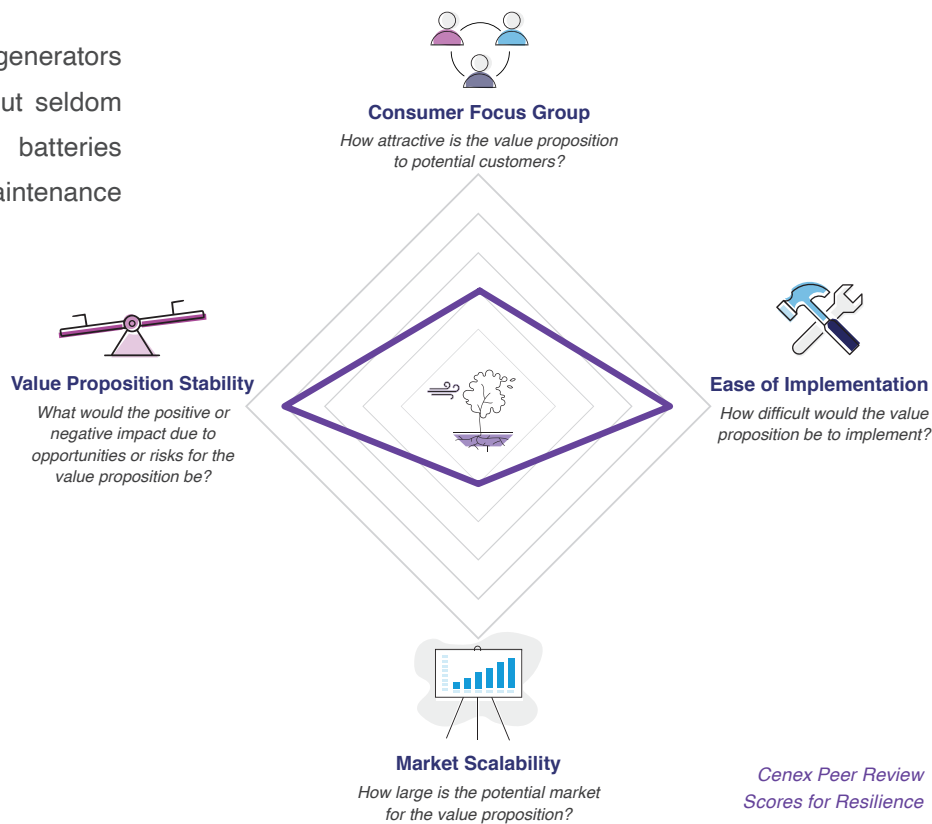 generators
ut seldom
batteries
aintenance
Consumer Focus Group
How attractive is the value proposition
to potential customers?
Value Proposition Stability
What would the positive or
negative impact due to
opportunities or risks for the
value proposition be?
Ease of Implementation
How difficult would the value
proposition be to implement?
Market Scalability
How large is the potential market
for the value proposition?
Cenex Peer Review
Scores for Resilience